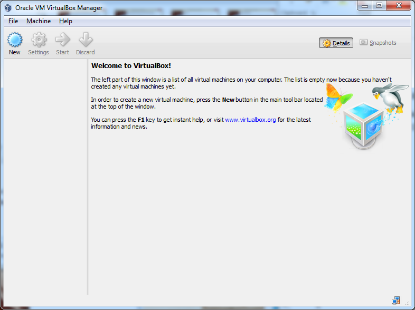 Oracle VM VirtualBox Manager
File Machine Help
New Settings Start Discard
Details Snapshots
Welcome to VirtualBox!
The left part of this window is a list of all virtual machines on your computer. The list is empty now because you haven't
created any virtual machines yet.
In order to create a new virtual machine, press the New button in the main tool bar located
at the top of the window.
You can press the F1 key to get instant help, or visit www.virtualbox.org for the latest
information and news.